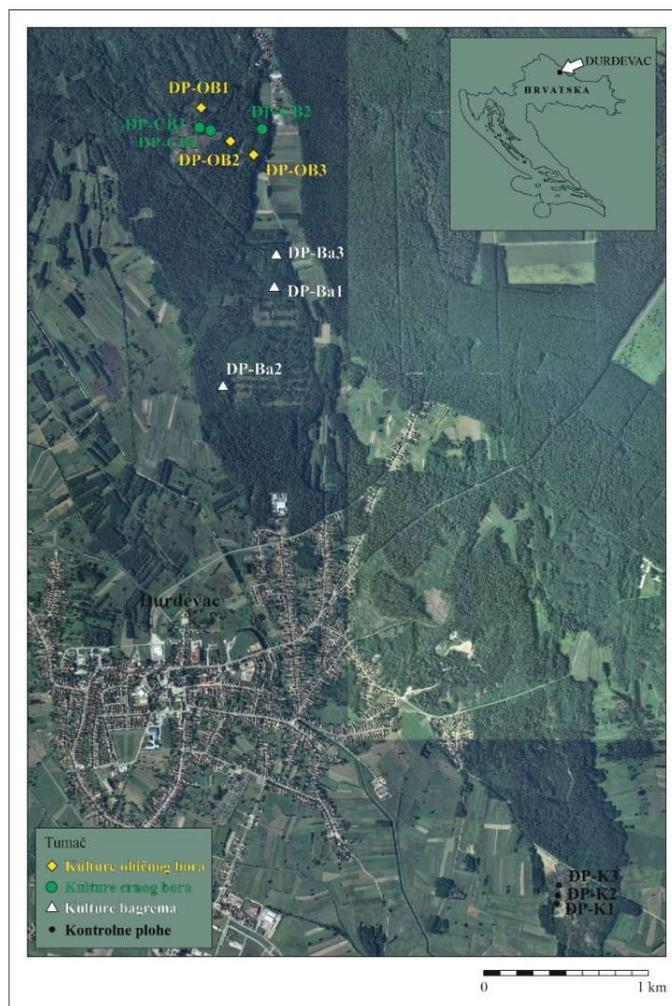 ĐURĐEVAC
HRVATSKA
DP-OB1
DP-CB2
DP-CB3
DP-CB1
DP-OB2
DP-OB3
DP-Ba3
DP-Ba1
DP-Ba2
Đurđevac
Tumač
Kulture običnog bora
Kulture crnog bora
Kulture bagrema
Kontrolne plohe
DP-K3
DP-K2
DP-K1
0 1 km